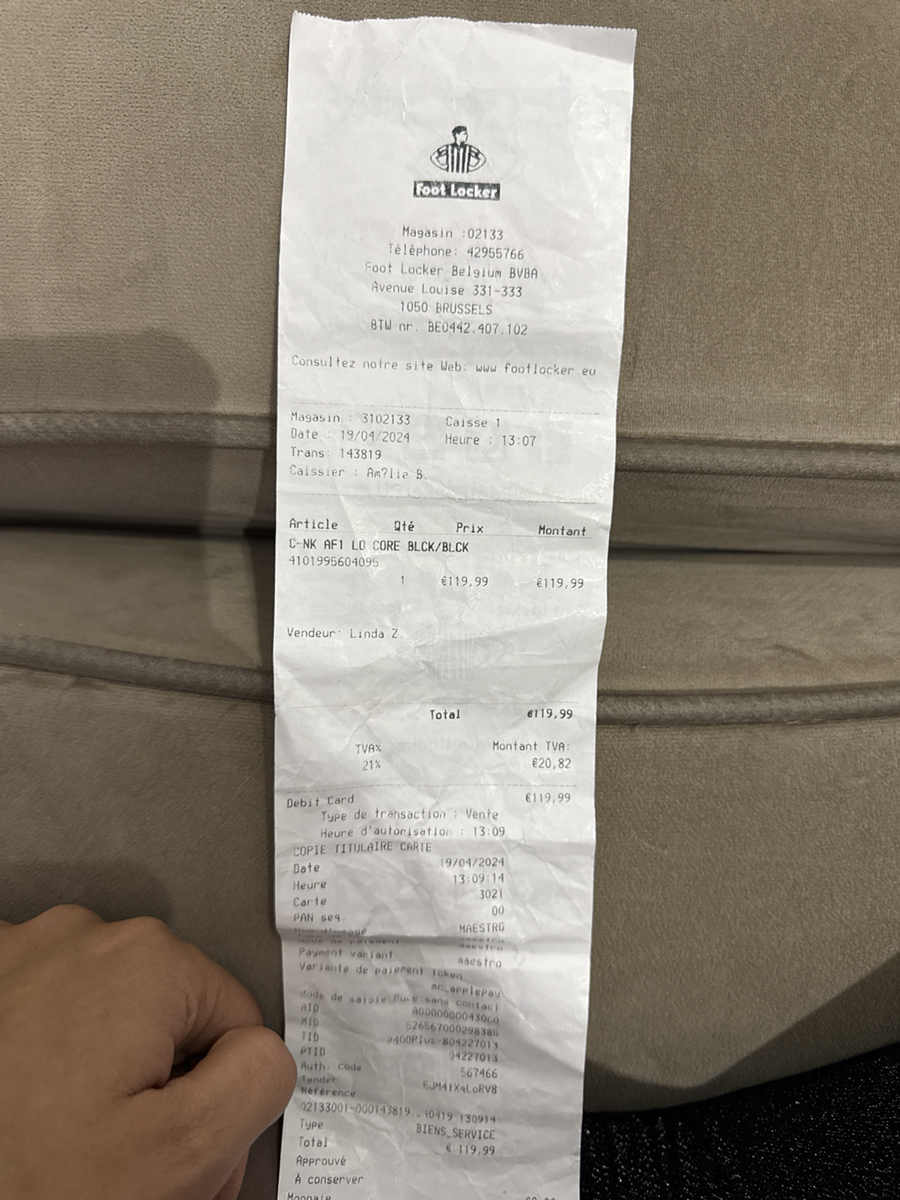 Foot Locker
Magasin :02133
Téléphone: 42955766
Foot Locker Belgium BVBA
Avenue Louise 331-333
1050 BRUSSELS
BTW nr. BE0442.407.102
Consultez notre site Web: www.footlocker.eu
Magasin : 3102133 Caisse 1
Date : 19/04/2024 Heure : 13:07
Trans: 143819
Caissier : Am?lie B.
Article Qté Prix Montant
C-NK AF1 LO CORE BLCK/BLCK
4101995604095
1 €119,99 €119,99
Vendeur: Linda Z
Total €119,99
TVA% Montant TVA:
21% €20,82
Debit Card €119,99
Type de transaction : Vente
Heure d'autorisation : 13:09
COPIE TITULAIRE CARTE
Date 19/04/2024
Heure 13:09:14
Carte 3021
PAN seq 00
MAESTRO
Payment variant maestro
Variante de paiement token
mc_applepay
Mode de saisie Puce sans contact
AID A0000000043060
MID 526567000298385
TID P400Plus-804227013
PTID 04227013
Auth. code 567466
Tender
Référence
Type BIENS_SERVICE
Total € 119,99
Approuvé
A conserver
Monnaie